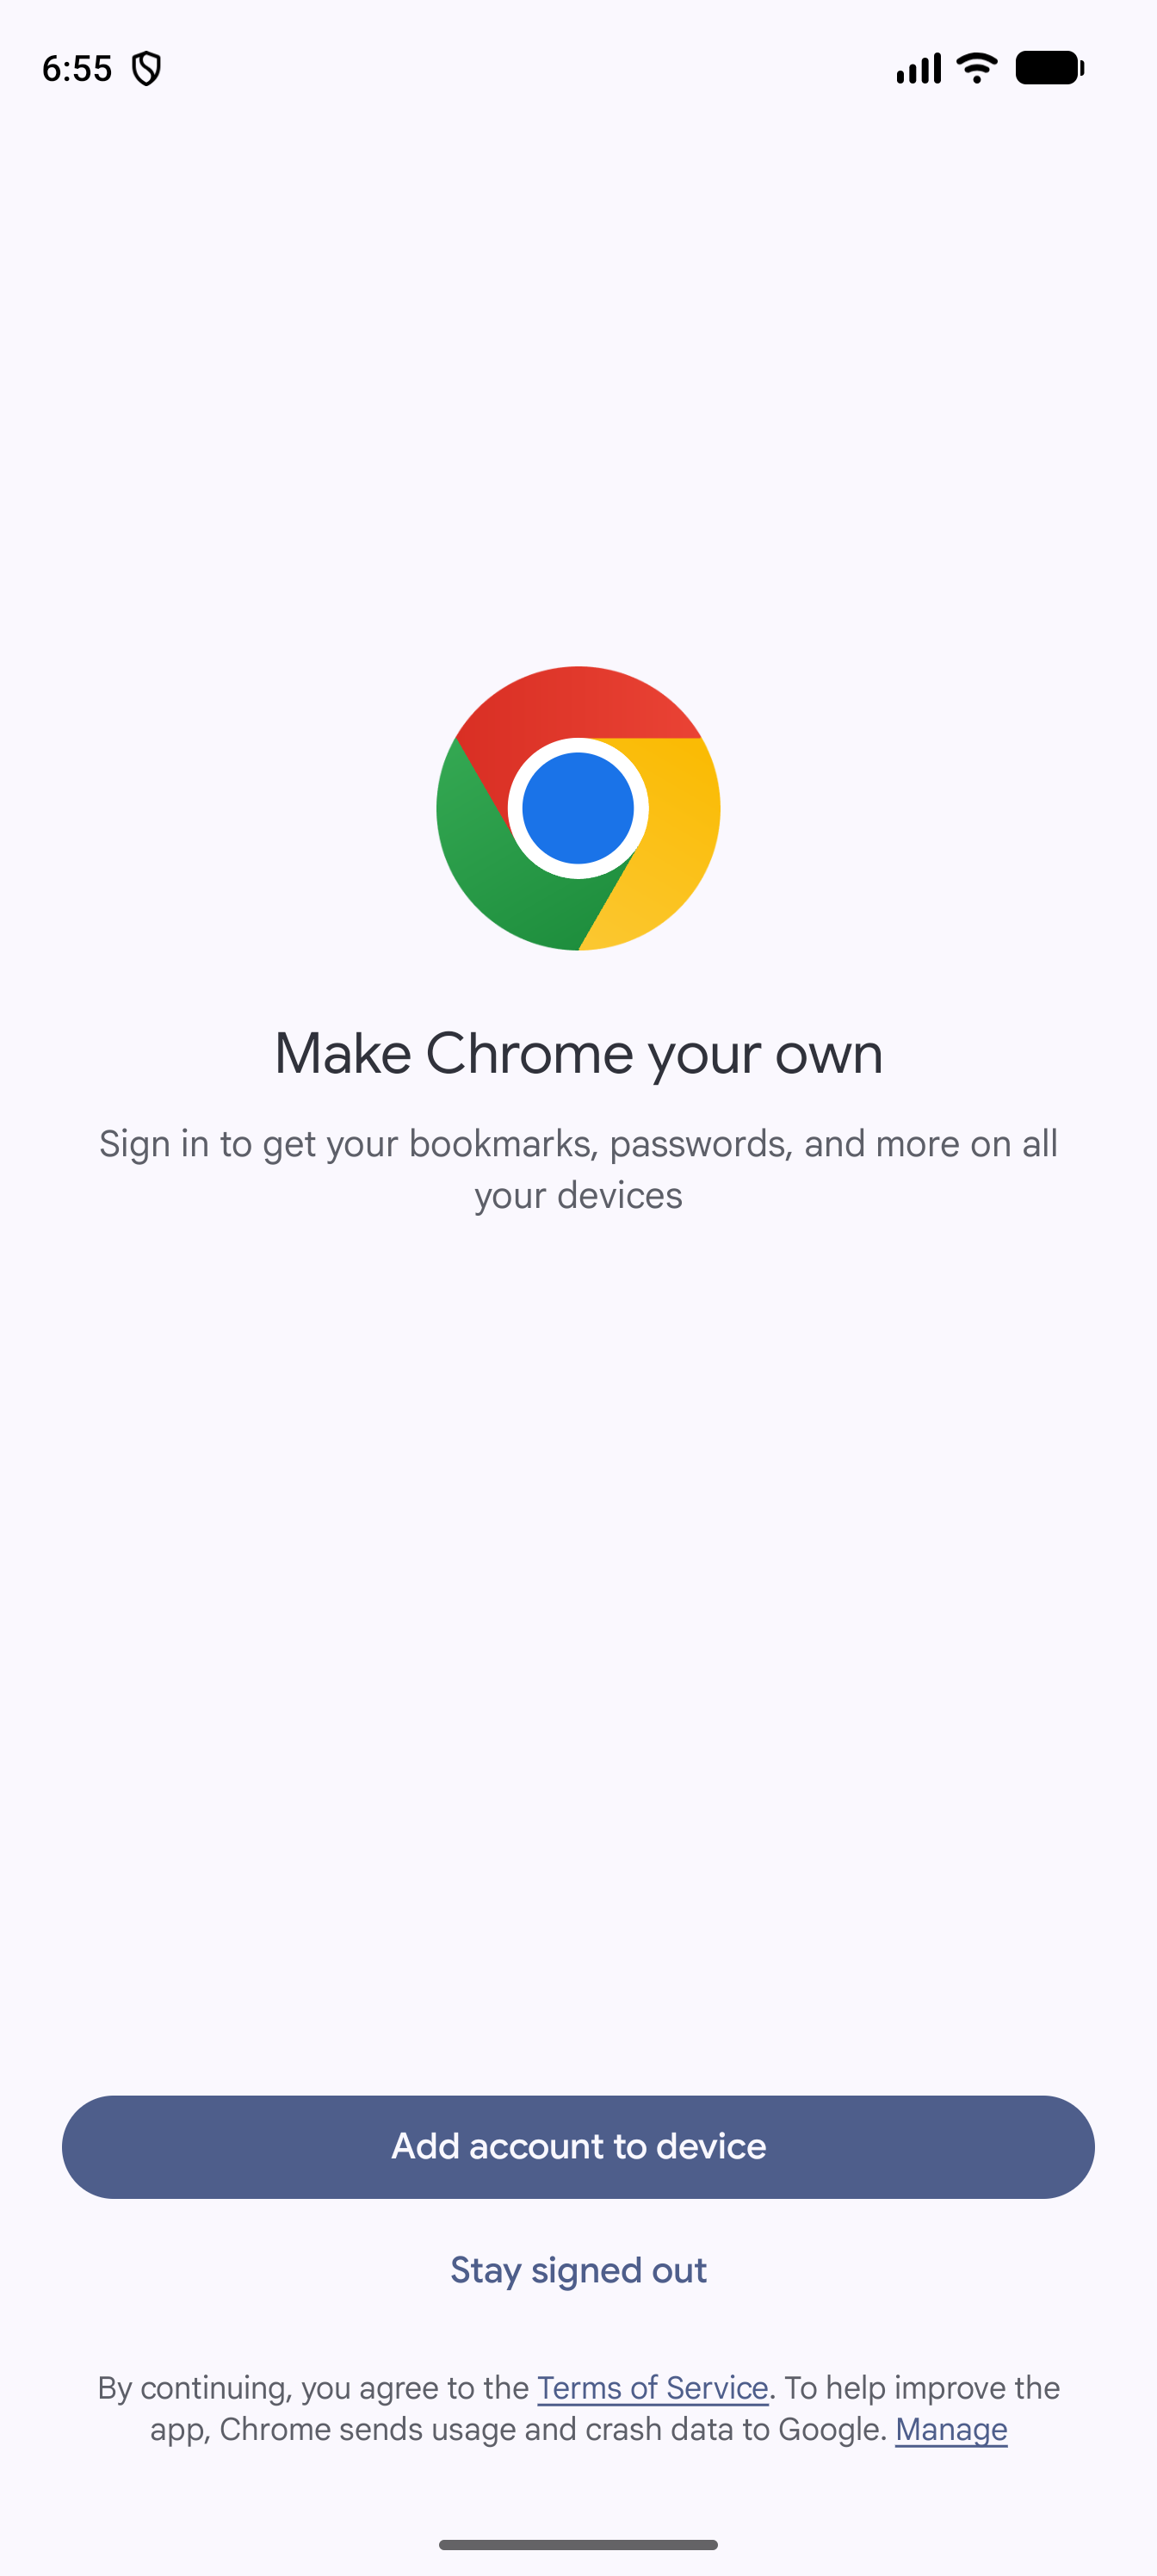 6:55
Make Chrome your own
Sign in to get your bookmarks, passwords, and more on all
your devices
Add account to device
Stay signed out
By continuing, you agree to the Terms of Service. To help improve the
app, Chrome sends usage and crash data to Google. Manage